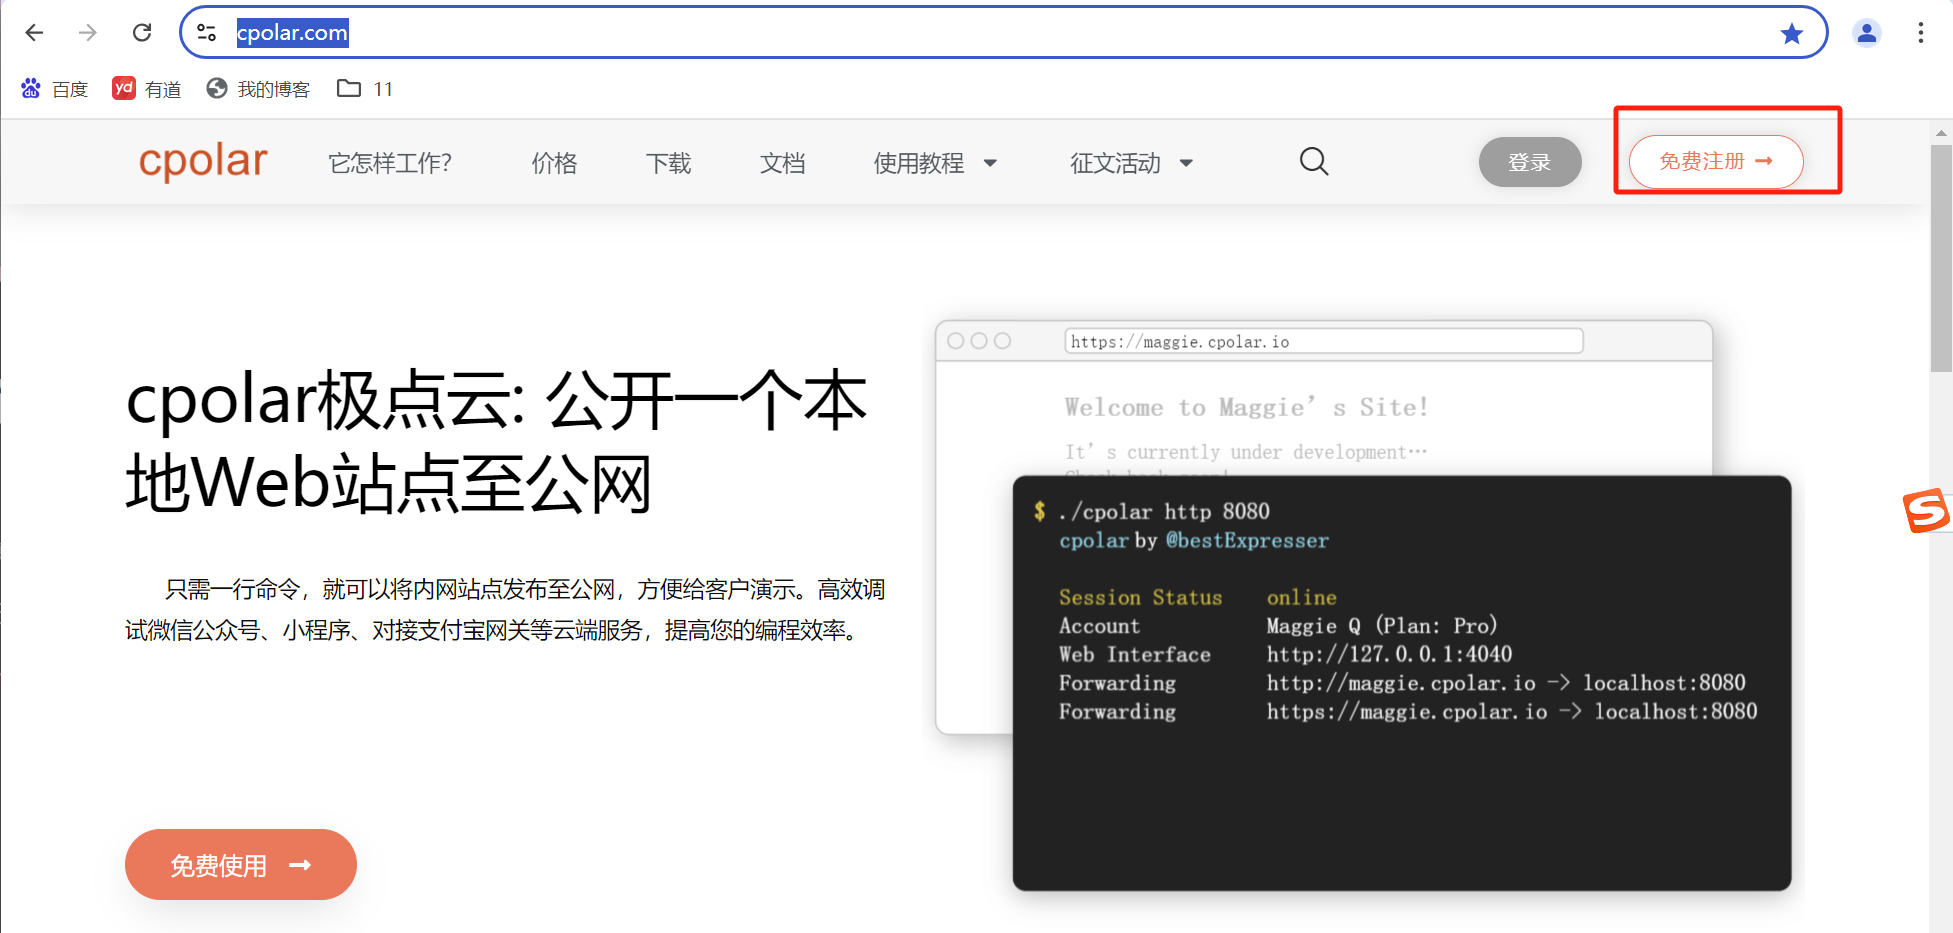 cpolar.com
百度
有道
我的博客
11
cpolar
它怎样工作?
价格
下载
文档
使用教程
征文活动
登录
免费注册
cpolar极点云: 公开一个本
地Web站点至公网
只需一行命令，就可以将内网站点发布至公网，方便给客户演示。高效调
试微信公众号、小程序、对接支付宝网关等云端服务，提高您的编程效率。
免费使用
https://maggie.cpolar.io
Welcome to Maggie's Site!
It's currently under development…
$ ./cpolar http 8080
cpolar by @bestExpresser
Session Status online
Account Maggie Q (Plan: Pro)
Web Interface http://127.0.0.1:4040
Forwarding http://maggie.cpolar.io -> localhost:8080
Forwarding https://maggie.cpolar.io -> localhost:8080